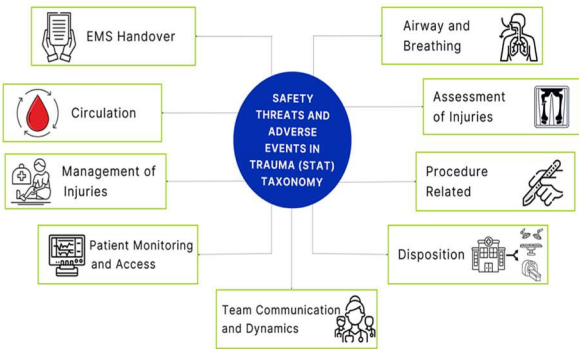 EMS Handover
Airway and
Breathing
Circulation
SAFETY
THREATS AND
ADVERSE
EVENTS IN
TRAUMA (STAT)
TAXONOMY
Assessment
of Injuries
Management of
Injuries
Procedure
Related
Patient Monitoring
and Access
Disposition
Team Communication
and Dynamics